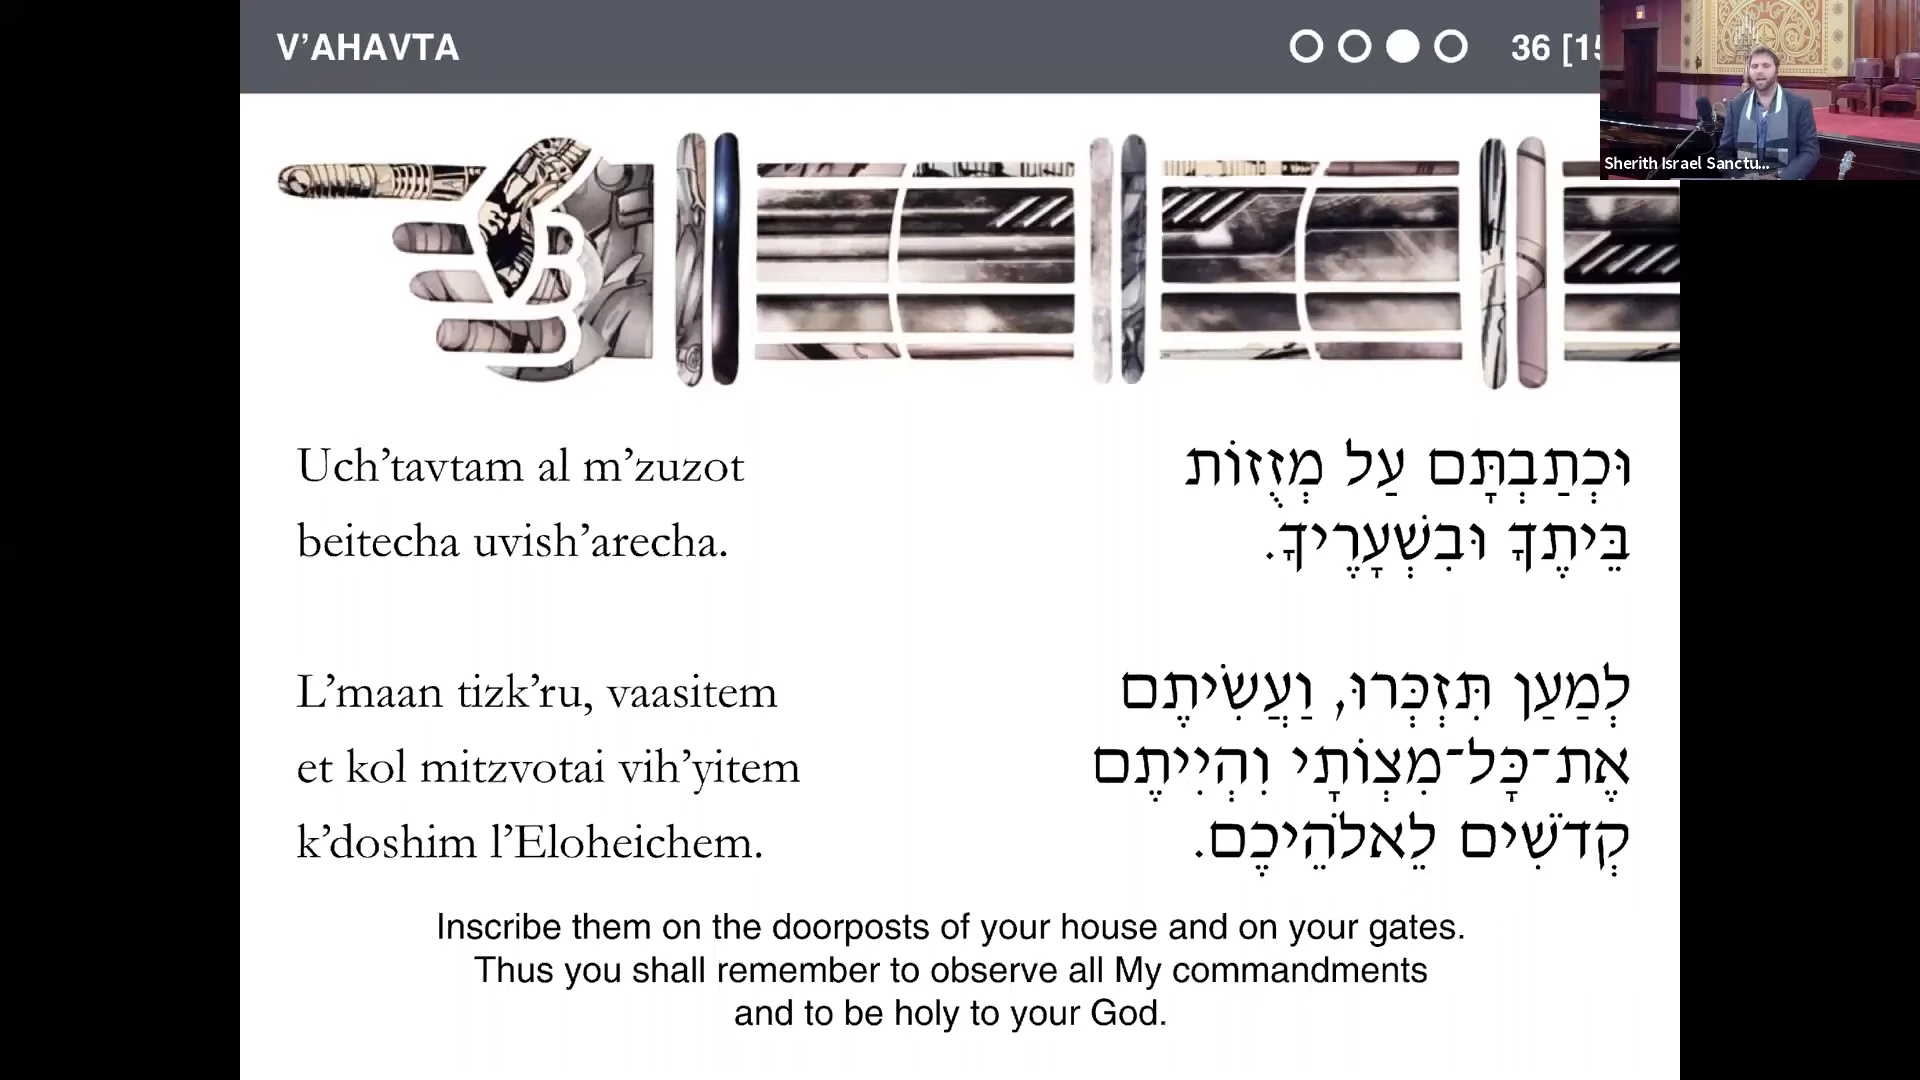 V’AHAVTA
36 [15
Sherith Israel Sanctu...
Uch’tavtam al m’zuzot
beitecha uvish’arecha.
וּכְתַבְתָּם עַל מְזֻזוֹת
בֵּיתֶךָ וּבִשְׁעָרֶיךָ.
L’maan tizk’ru, vaasitem
et kol mitzvotai vih’yitem
k’doshim l’Eloheichem.
לְמַעַן תִּזְכְּרוּ, וַעֲשִׂיתֶם
אֶת־כָּל־מִצְוֹתָי וִהְיִיתֶם
קְדֹשִׁים לֵאלֹהֵיכֶם.
Inscribe them on the doorposts of your house and on your gates.
Thus you shall remember to observe all My commandments
and to be holy to your God.